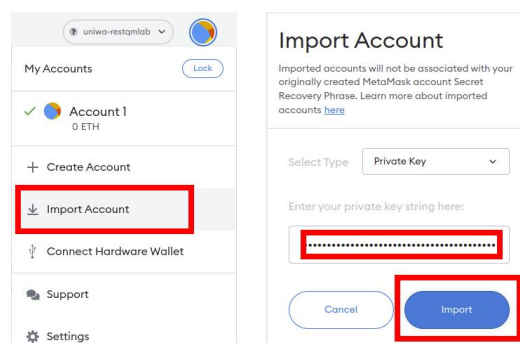 uniwa-restqmlab
My Accounts
Lock
Account 1
0 ETH
Create Account
Import Account
Connect Hardware Wallet
Support
Settings
Import Account
Imported accounts will not be associated with your
originally created MetaMask account Secret
Recovery Phrase. Learn more about imported
accounts here
Select Type
Private Key
Enter your private key string here:
Cancel
Import